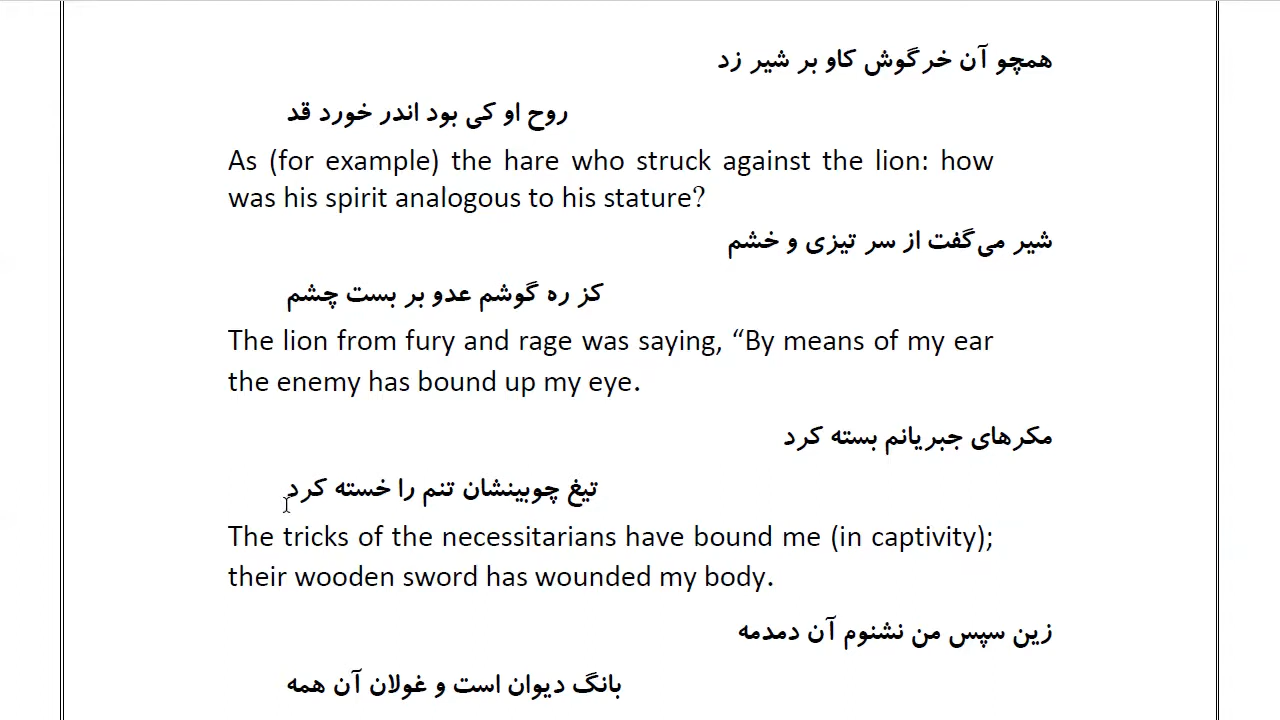 همچو آن خرگوش کاو بر شیر زد
روح او کی بود اندر خورد قد
As (for example) the hare who struck against the lion: how
was his spirit analogous to his stature?
شیر می‌گفت از سر تیزی و خشم
کز ره گوشم عدو بر بست چشم
The lion from fury and rage was saying, “By means of my ear
the enemy has bound up my eye.
مکرهای جبریانم بسته کرد
تیغ چوبینشان تنم را خسته کرد
The tricks of the necessitarians have bound me (in captivity);
their wooden sword has wounded my body.
زین سپس من نشنوم آن دمدمه
بانگ دیوان است و غولان آن همه